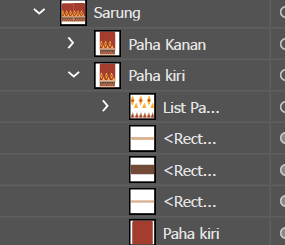 Sarung
Paha Kanan
Paha kiri
List Pa...
<Rect...
<Rect...
<Rect...
Paha kiri